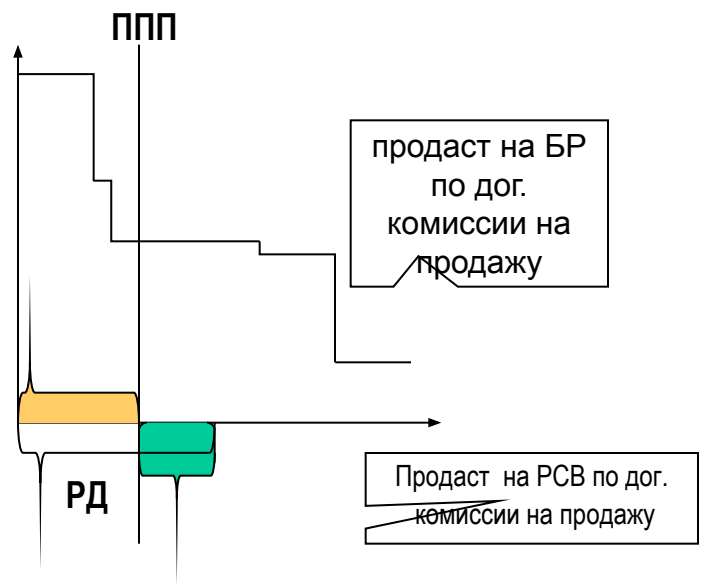 ППП
продаст на БР
по дог.
комиссии на
продажу
Продаст на РСВ по дог.
комиссии на продажу
РД